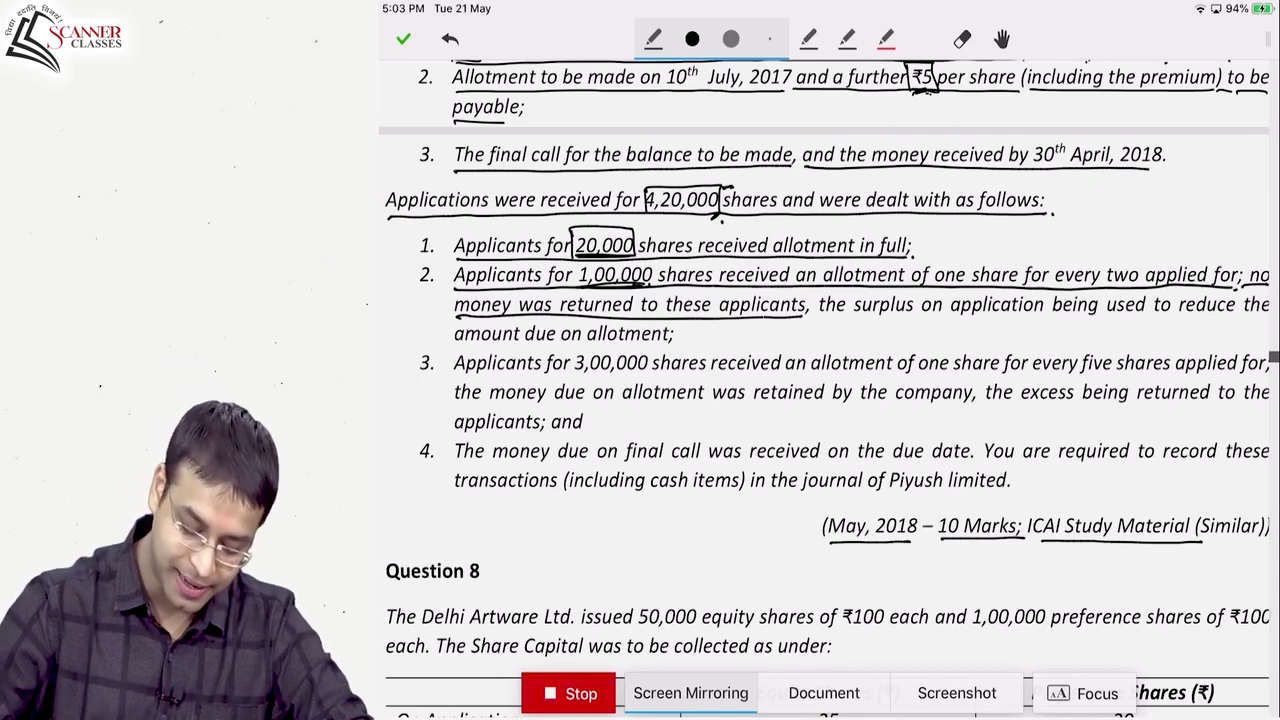 विद्या ददाति विनयं।
SCANNER
CLASSES
5:03 PM Tue 21 May
94%
2. Allotment to be made on 10th July, 2017 and a further ₹5 per share (including the premium) to be
payable;
3. The final call for the balance to be made, and the money received by 30th April, 2018.
Applications were received for 4,20,000 shares and were dealt with as follows:
1. Applicants for 20,000 shares received allotment in full;
2. Applicants for 1,00,000 shares received an allotment of one share for every two applied for; no
money was returned to these applicants, the surplus on application being used to reduce the
amount due on allotment;
3. Applicants for 3,00,000 shares received an allotment of one share for every five shares applied for,
the money due on allotment was retained by the company, the excess being returned to the
applicants; and
4. The money due on final call was received on the due date. You are required to record these
transactions (including cash items) in the journal of Piyush limited.
(May, 2018 – 10 Marks; ICAI Study Material (Similar))
Question 8
The Delhi Artware Ltd. issued 50,000 equity shares of ₹100 each and 1,00,000 preference shares of ₹100
each. The Share Capital was to be collected as under:
Stop Screen Mirroring Document Screenshot AA Focus
Shares (₹)